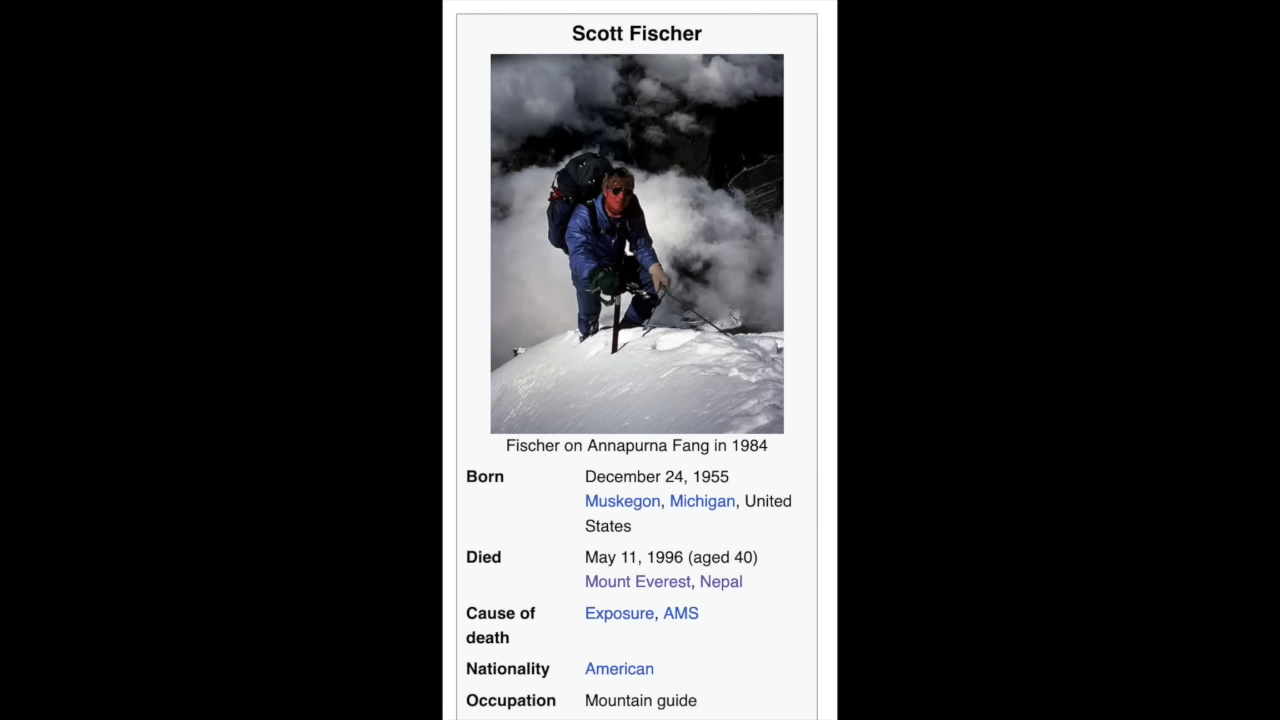 Scott Fischer
Fischer on Annapurna Fang in 1984
Born December 24, 1955
Muskegon, Michigan, United
States
Died May 11, 1996 (aged 40)
Mount Everest, Nepal
Cause of Exposure, AMS
death
Nationality American
Occupation Mountain guide